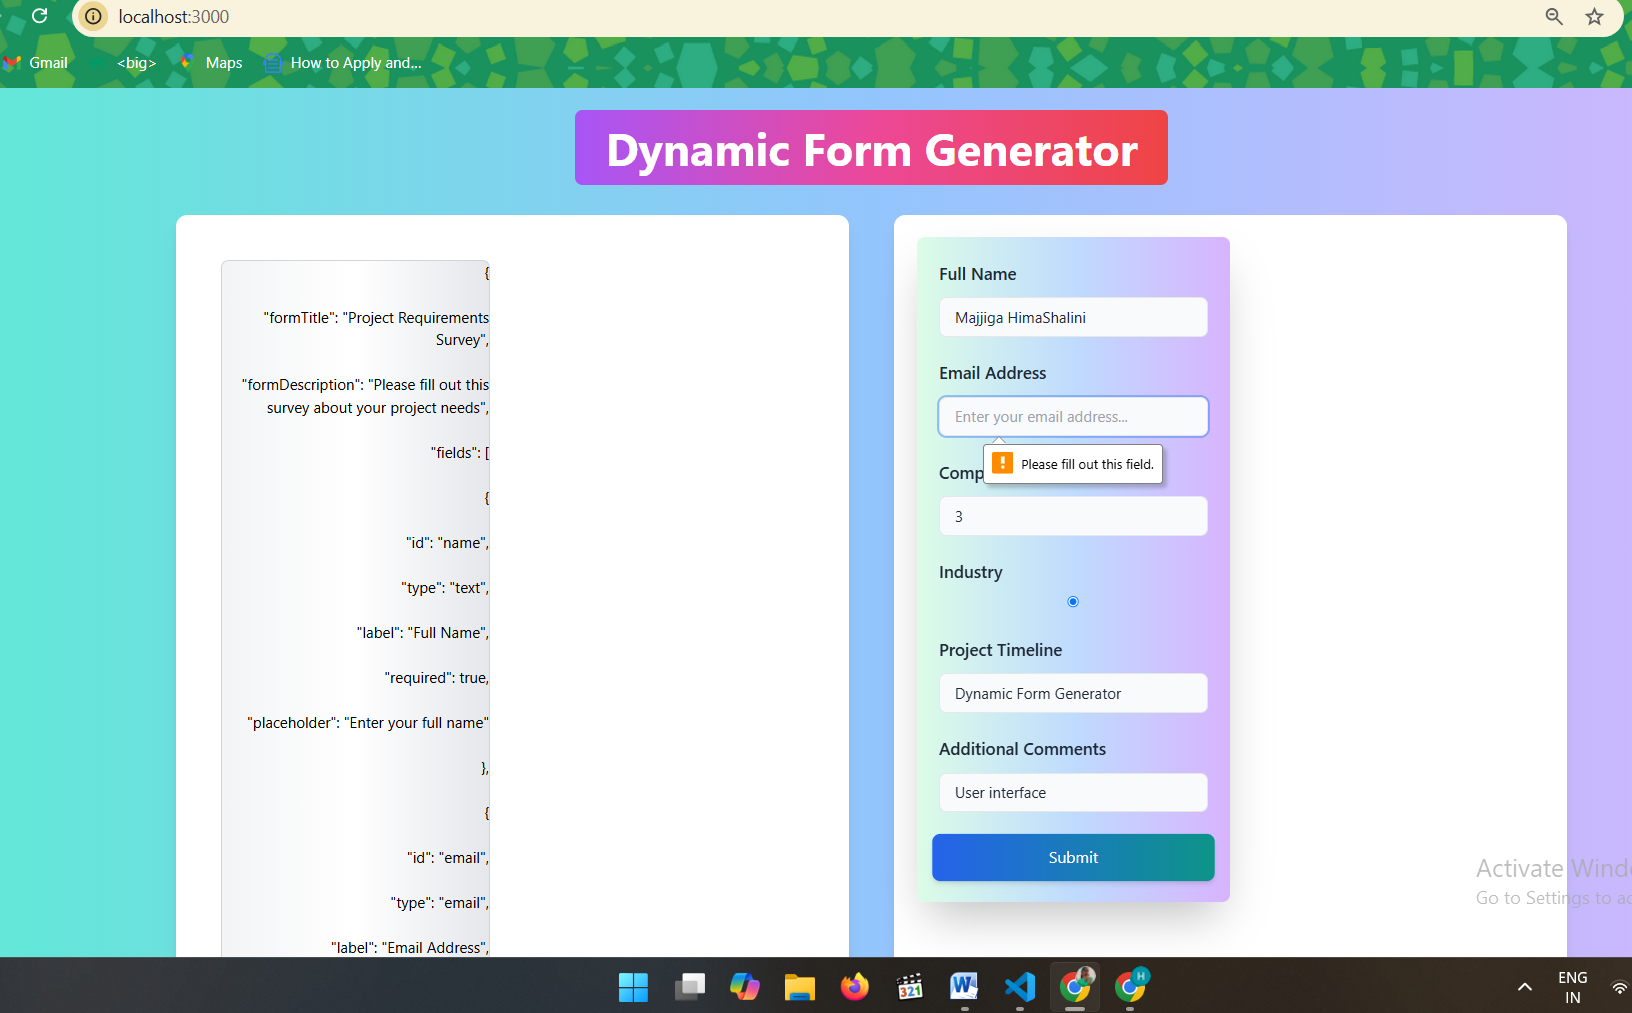 localhost:3000
Gmail
<big>
Maps
How to Apply and...
Dynamic Form Generator
{
"formTitle": "Project Requirements
Survey",
"formDescription": "Please fill out this
survey about your project needs",
"fields": [
{
"id": "name",
"type": "text",
"label": "Full Name",
"required": true,
"placeholder": "Enter your full name"
},
{
"id": "email",
"type": "email",
"label": "Email Address",
Full Name
Majjiga HimaShalini
Email Address
Enter your email address...
Please fill out this field.
Comp
3
Industry
Project Timeline
Dynamic Form Generator
Additional Comments
User interface
Submit
Activate Wind
Go to Settings to ac
321
W
H
ENG
IN